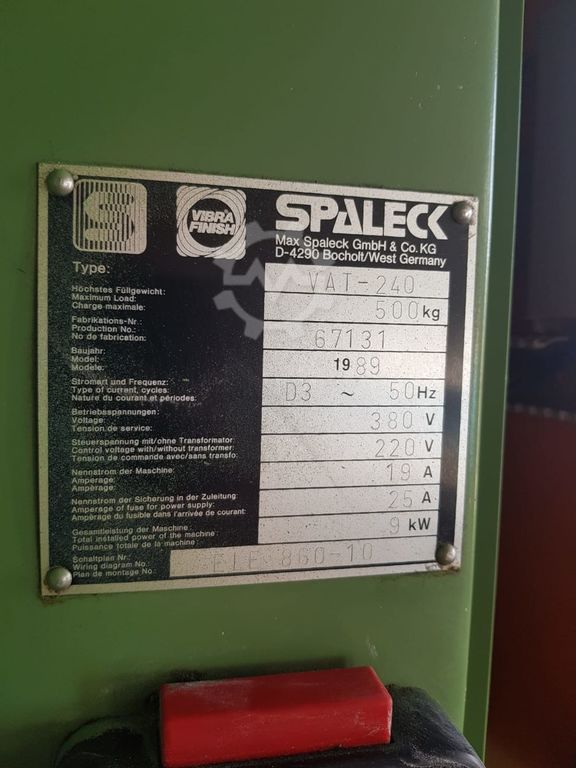 S
VIBRA
FINISH
SPALECK
Max Spaleck GmbH & Co.KG
D-4290 Bocholt/West Germany
Type: VAT-240
Höchstes Füllgewicht:
Maximum Load: 500 kg
Charge maximale:
Fabrikations-Nr.:
Production No.: 67131
No de fabrication:
Baujahr:
Model: 1989
Modèle:
Stromart und Frequenz:
Type of current, cycles: D3 ~ 50 Hz
Nature du courant et périodes:
Betriebsspannungen:
Voltage: 380 V
Tension de service:
Steuerspannung mit/ohne Transformator:
Control voltage with/without transformer: 220 V
Tension de commande avec/sans transfo.:
Nennstrom der Maschine:
Amperage: 19 A
Ampérage:
Nennstrom der Sicherung in der Zuleitung:
Amperage of fuse for power supply: 25 A
Ampérage du fusible dans l'arrivée de courant:
Gesamtleistung der Maschine:
Total installed power of the machine: 9 kW
Puissance totale de la machine:
Schaltplan Nr.:
Wiring diagram No.: ELE 860-10
Plan de montage No.: